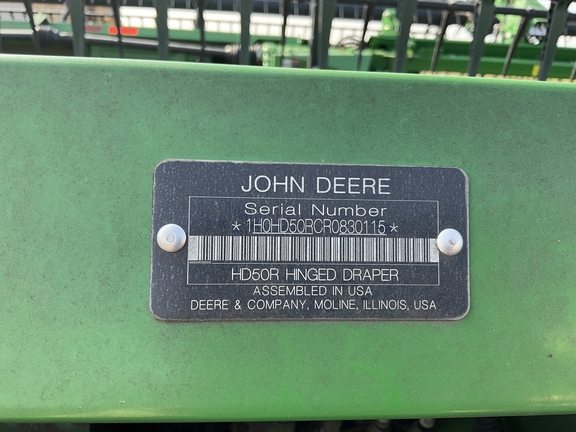 JOHN DEERE
Serial Number
*1H0HD50RCR0830115*
HD50R HINGED DRAPER
ASSEMBLED IN USA
DEERE & COMPANY, MOLINE, ILLINOIS, USA